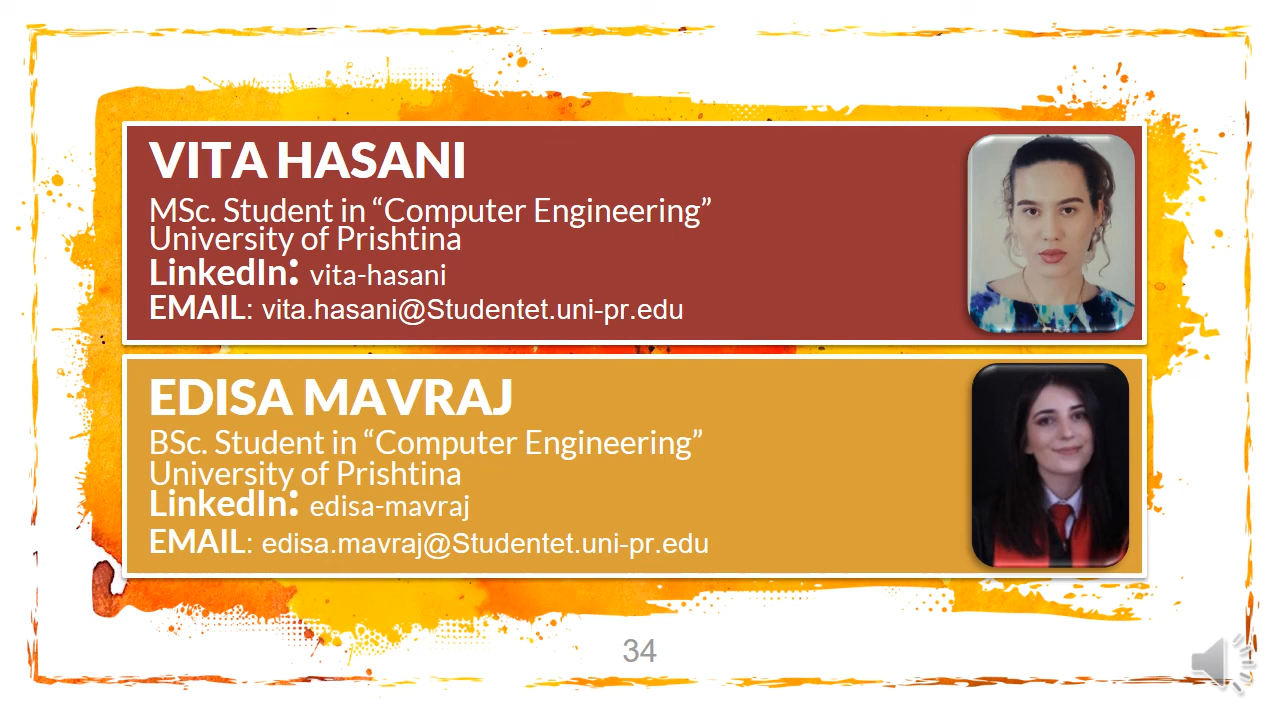 VITA HASANI
MSc. Student in “Computer Engineering”
University of Prishtina
LinkedIn: vita-hasani
EMAIL: vita.hasani@Studentet.uni-pr.edu
EDISA MAVRAJ
BSc. Student in “Computer Engineering”
University of Prishtina
LinkedIn: edisa-mavraj
EMAIL: edisa.mavraj@Studentet.uni-pr.edu
34